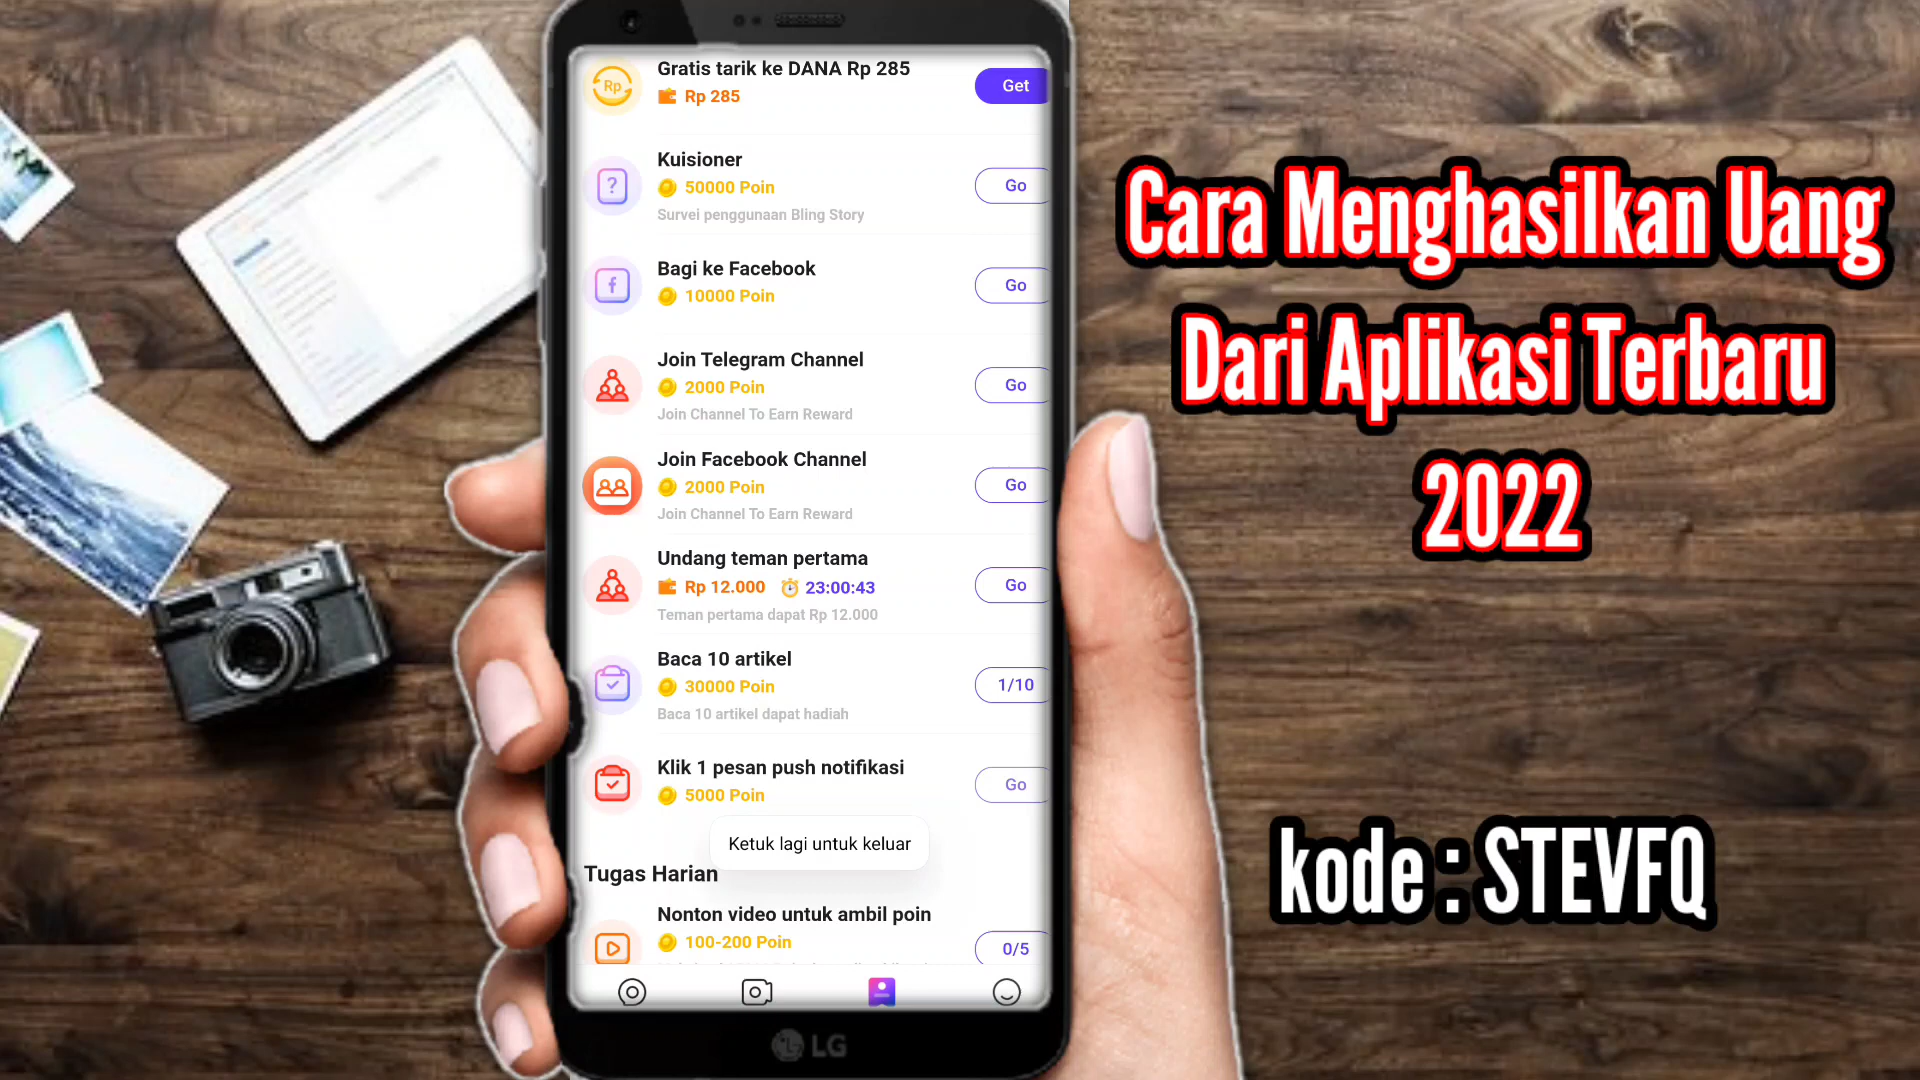 Gratis tarik ke DANA Rp 285
Rp
Rp 285
Get
Kuisioner
?
50000 Poin
Go
Survei penggunaan Bling Story
Bagi ke Facebook
f
10000 Poin
Go
Join Telegram Channel
2000 Poin
Go
Join Channel To Earn Reward
Join Facebook Channel
2000 Poin
Go
Join Channel To Earn Reward
Undang teman pertama
Rp 12.000 23:00:43
Go
Teman pertama dapat Rp 12.000
Baca 10 artikel
30000 Poin
1/10
Baca 10 artikel dapat hadiah
Klik 1 pesan push notifikasi
5000 Poin
Go
Ketuk lagi untuk keluar
Tugas Harian
Nonton video untuk ambil poin
100-200 Poin
0/5
LG
Cara Menghasilkan Uang
Dari Aplikasi Terbaru
2022
kode : STEVFQ